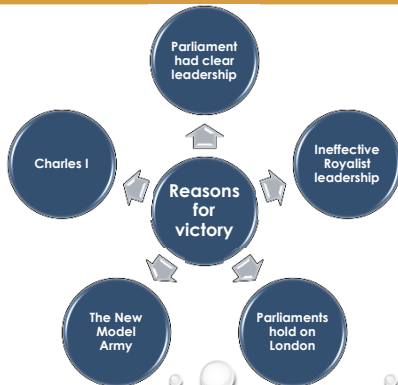 Parliament
had clear
leadership
Charles I
Ineffective
Royalist
leadership
Reasons
for
victory
The New
Model
Army
Parliaments
hold on
London